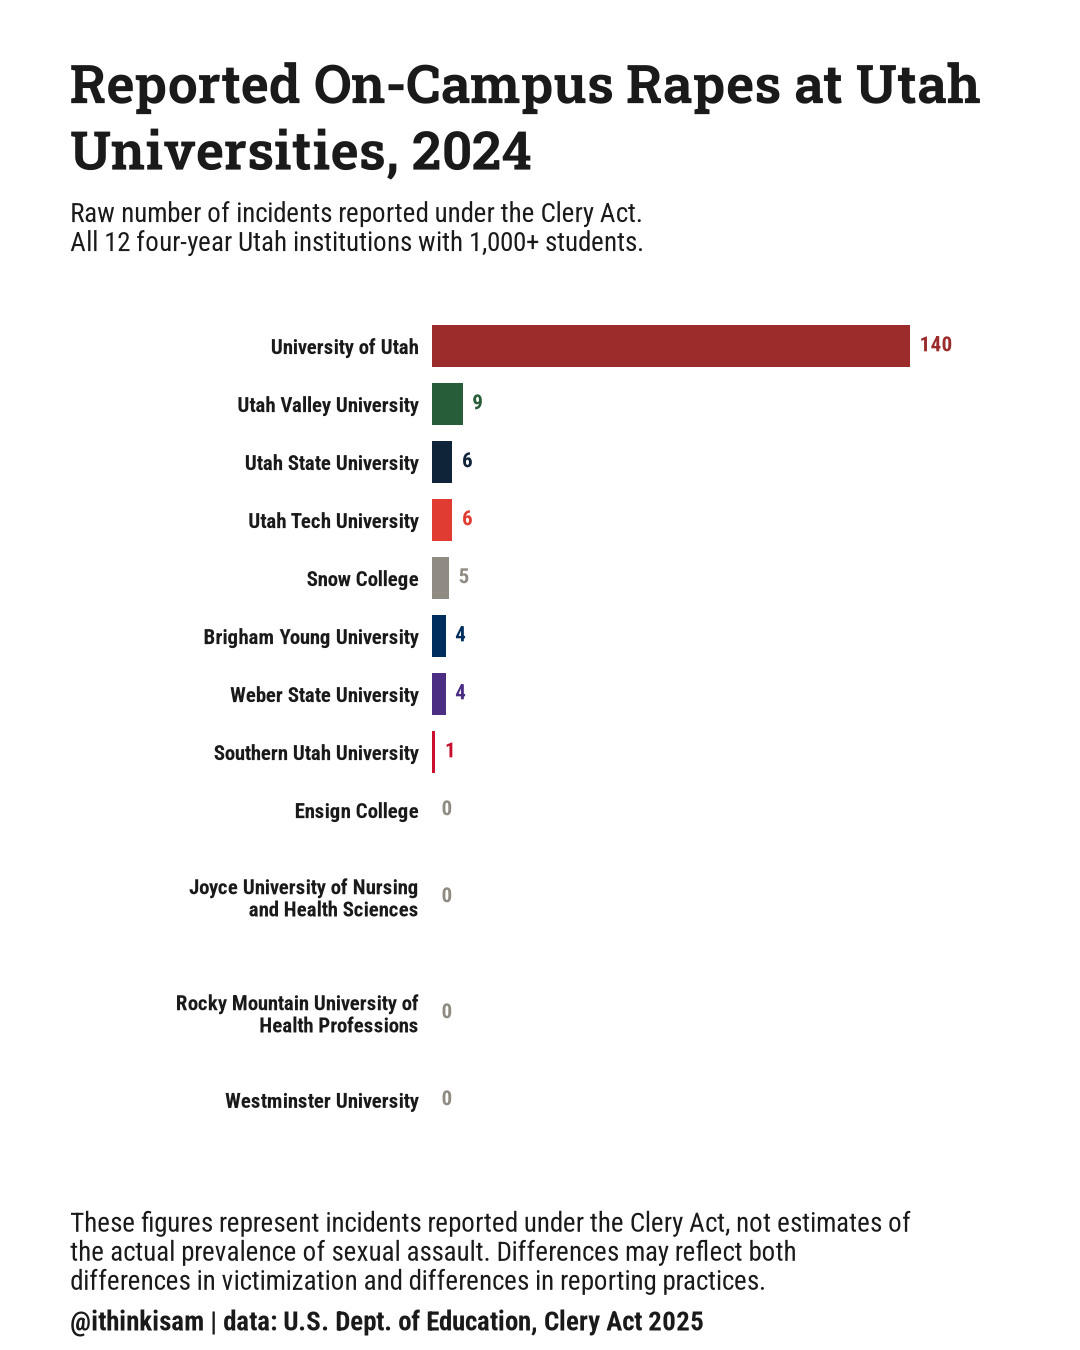 Reported On-Campus Rapes at Utah
Universities, 2024
Raw number of incidents reported under the Clery Act.
All 12 four-year Utah institutions with 1,000+ students.
University of Utah 140
Utah Valley University 9
Utah State University 6
Utah Tech University 6
Snow College 5
Brigham Young University 4
Weber State University 4
Southern Utah University 1
Ensign College 0
Joyce University of Nursing
and Health Sciences 0
Rocky Mountain University of
Health Professions 0
Westminster University 0
These figures represent incidents reported under the Clery Act, not estimates of
the actual prevalence of sexual assault. Differences may reflect both
differences in victimization and differences in reporting practices.
@ithinkisam | data: U.S. Dept. of Education, Clery Act 2025